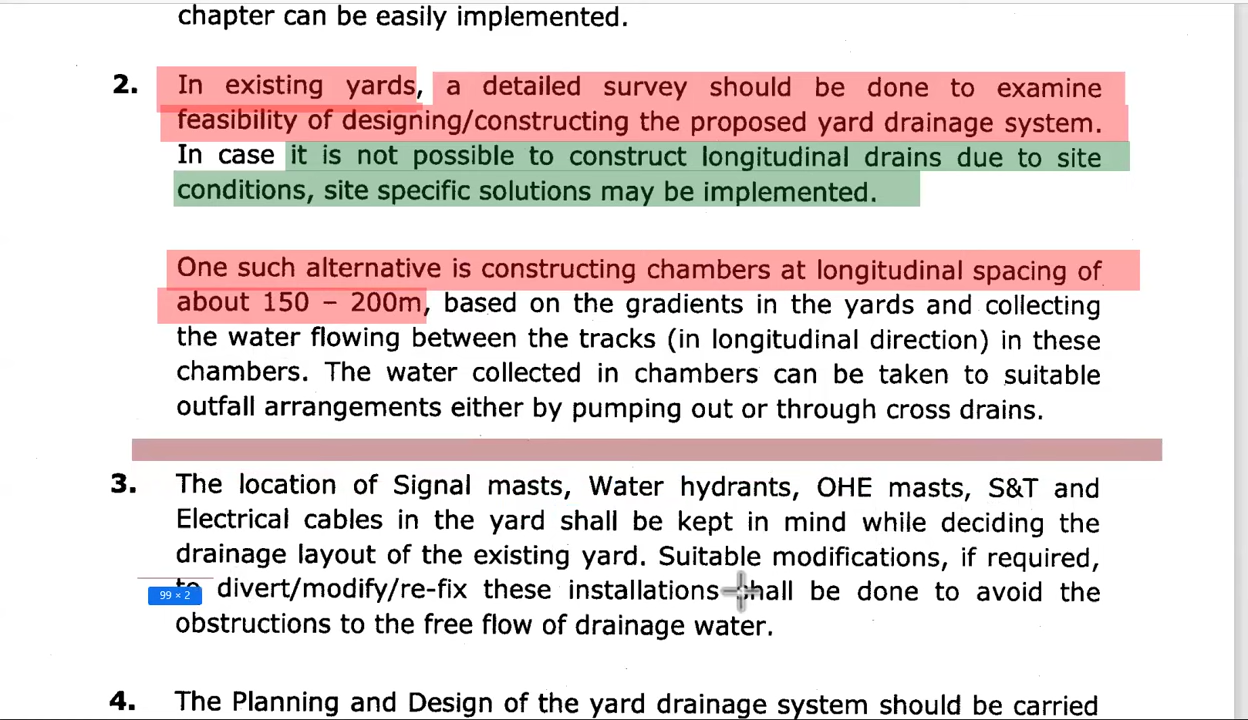 chapter can be easily implemented.
2. In existing yards, a detailed survey should be done to examine
feasibility of designing/constructing the proposed yard drainage system.
In case it is not possible to construct longitudinal drains due to site
conditions, site specific solutions may be implemented.
One such alternative is constructing chambers at longitudinal spacing of
about 150 – 200m, based on the gradients in the yards and collecting
the water flowing between the tracks (in longitudinal direction) in these
chambers. The water collected in chambers can be taken to suitable
outfall arrangements either by pumping out or through cross drains.
3. The location of Signal masts, Water hydrants, OHE masts, S&T and
Electrical cables in the yard shall be kept in mind while deciding the
drainage layout of the existing yard. Suitable modifications, if required,
to divert/modify/re-fix these installations shall be done to avoid the
99 × 2
obstructions to the free flow of drainage water.
4. The Planning and Design of the yard drainage system should be carried